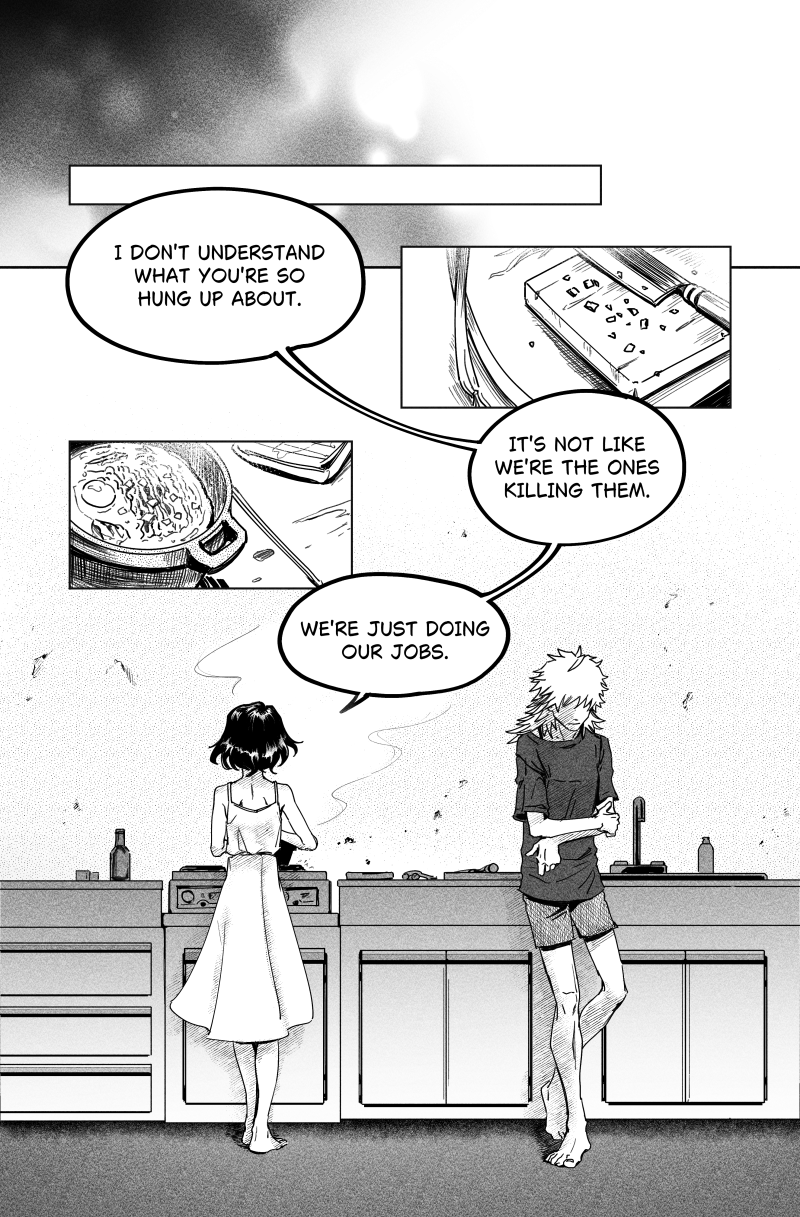 I DON'T UNDERSTAND
WHAT YOU'RE SO
HUNG UP ABOUT.
IT'S NOT LIKE
WE'RE THE ONES
KILLING THEM.
WE'RE JUST DOING
OUR JOBS.